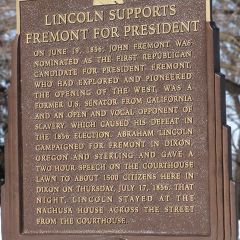 LINCOLN SUPPORTS
FREMONT FOR PRESIDENT
ON JUNE 19, 1856, JOHN FREMONT WAS
NOMINATED AS THE FIRST REPUBLICAN
CANDIDATE FOR PRESIDENT. FREMONT,
WHO HAD EXPLORED AND PIONEERED
THE OPENING OF THE WEST, WAS A
FORMER U.S. SENATOR FROM CALIFORNIA
AND AN OPEN AND VOCAL OPPONENT OF
SLAVERY WHICH CAUSED HIS DEFEAT IN
THE 1856 ELECTION. ABRAHAM LINCOLN
CAMPAIGNED FOR FREMONT IN DIXON,
OREGON AND STERLING AND GAVE A
TWO HOUR SPEECH ON THE COURTHOUSE
LAWN TO ABOUT 1500 CITIZENS HERE IN
DIXON ON THURSDAY, JULY 17, 1856. THAT
NIGHT, LINCOLN STAYED AT THE
NACHUSA HOUSE ACROSS THE STREET
FROM THE COURTHOUSE.